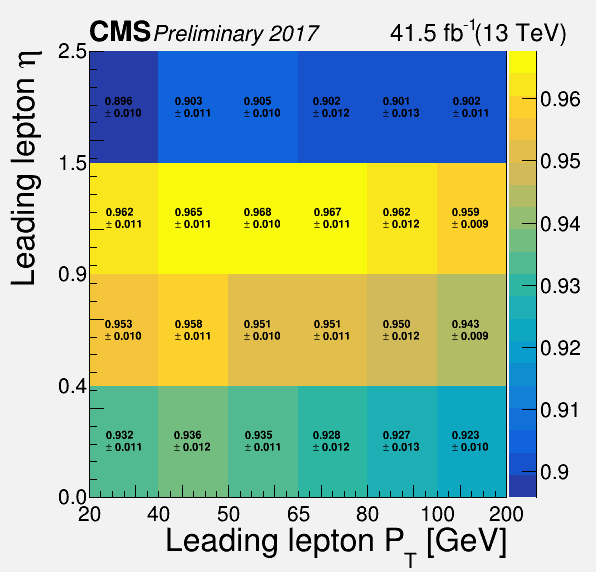 CMS Preliminary 2017 41.5 fb⁻¹(13 TeV)
Leading lepton η
2.5
0.896 0.903 0.905 0.902 0.901 0.902
± 0.010 ± 0.011 ± 0.010 ± 0.012 ± 0.013 ± 0.011
1.5
0.962 0.965 0.968 0.967 0.962 0.959
± 0.011 ± 0.011 ± 0.010 ± 0.011 ± 0.012 ± 0.009
0.9
0.953 0.958 0.951 0.951 0.950 0.943
± 0.010 ± 0.011 ± 0.010 ± 0.011 ± 0.012 ± 0.009
0.4
0.932 0.936 0.935 0.928 0.927 0.923
± 0.011 ± 0.012 ± 0.011 ± 0.012 ± 0.013 ± 0.010
0.0
20 40 50 65 80 100 200
Leading lepton P_T [GeV]
0.96
0.95
0.94
0.93
0.92
0.91
0.9